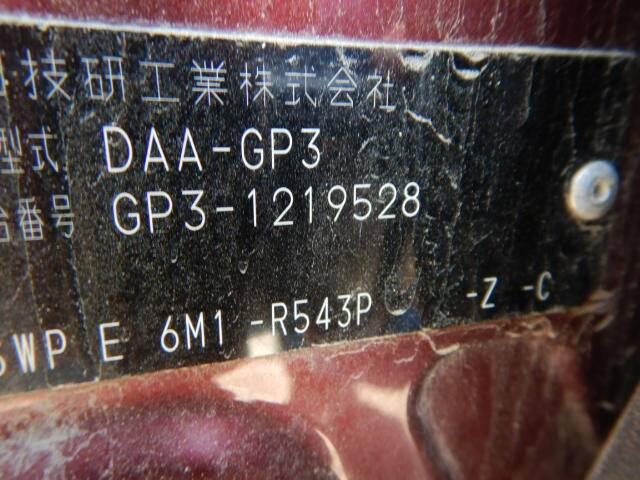 技研工業株式会社
型式 DAA-GP3
番号 GP3-1219528
WP E 6M1 -R543P -Z -C